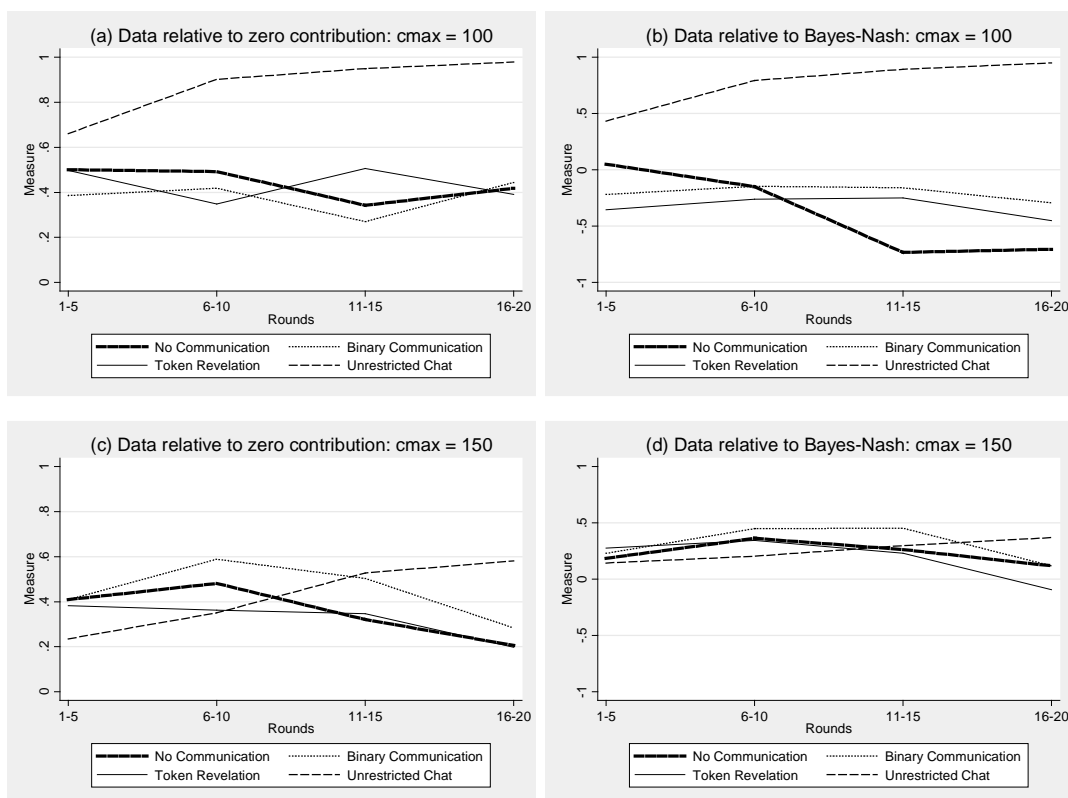 (a) Data relative to zero contribution: cmax = 100
Measure
0 .2 .4 .6 .8 1
1-5 6-10 11-15 16-20
Rounds
No Communication Binary Communication
Token Revelation Unrestricted Chat
(b) Data relative to Bayes-Nash: cmax = 100
Measure
-1 -.5 0 .5 1
1-5 6-10 11-15 16-20
Rounds
No Communication Binary Communication
Token Revelation Unrestricted Chat
(c) Data relative to zero contribution: cmax = 150
Measure
0 .2 .4 .6 .8 1
1-5 6-10 11-15 16-20
Rounds
No Communication Binary Communication
Token Revelation Unrestricted Chat
(d) Data relative to Bayes-Nash: cmax = 150
Measure
-1 -.5 0 .5 1
1-5 6-10 11-15 16-20
Rounds
No Communication Binary Communication
Token Revelation Unrestricted Chat